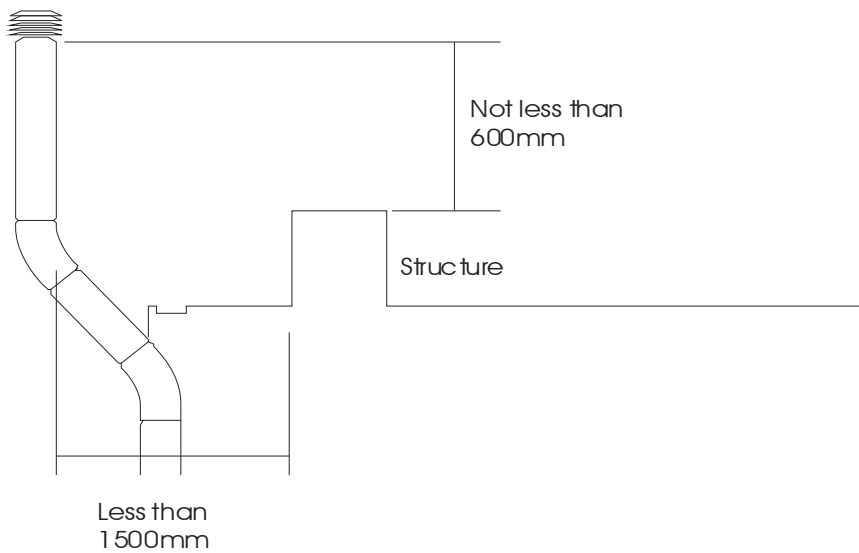 Not less than
600mm
Structure
Less than
1500mm